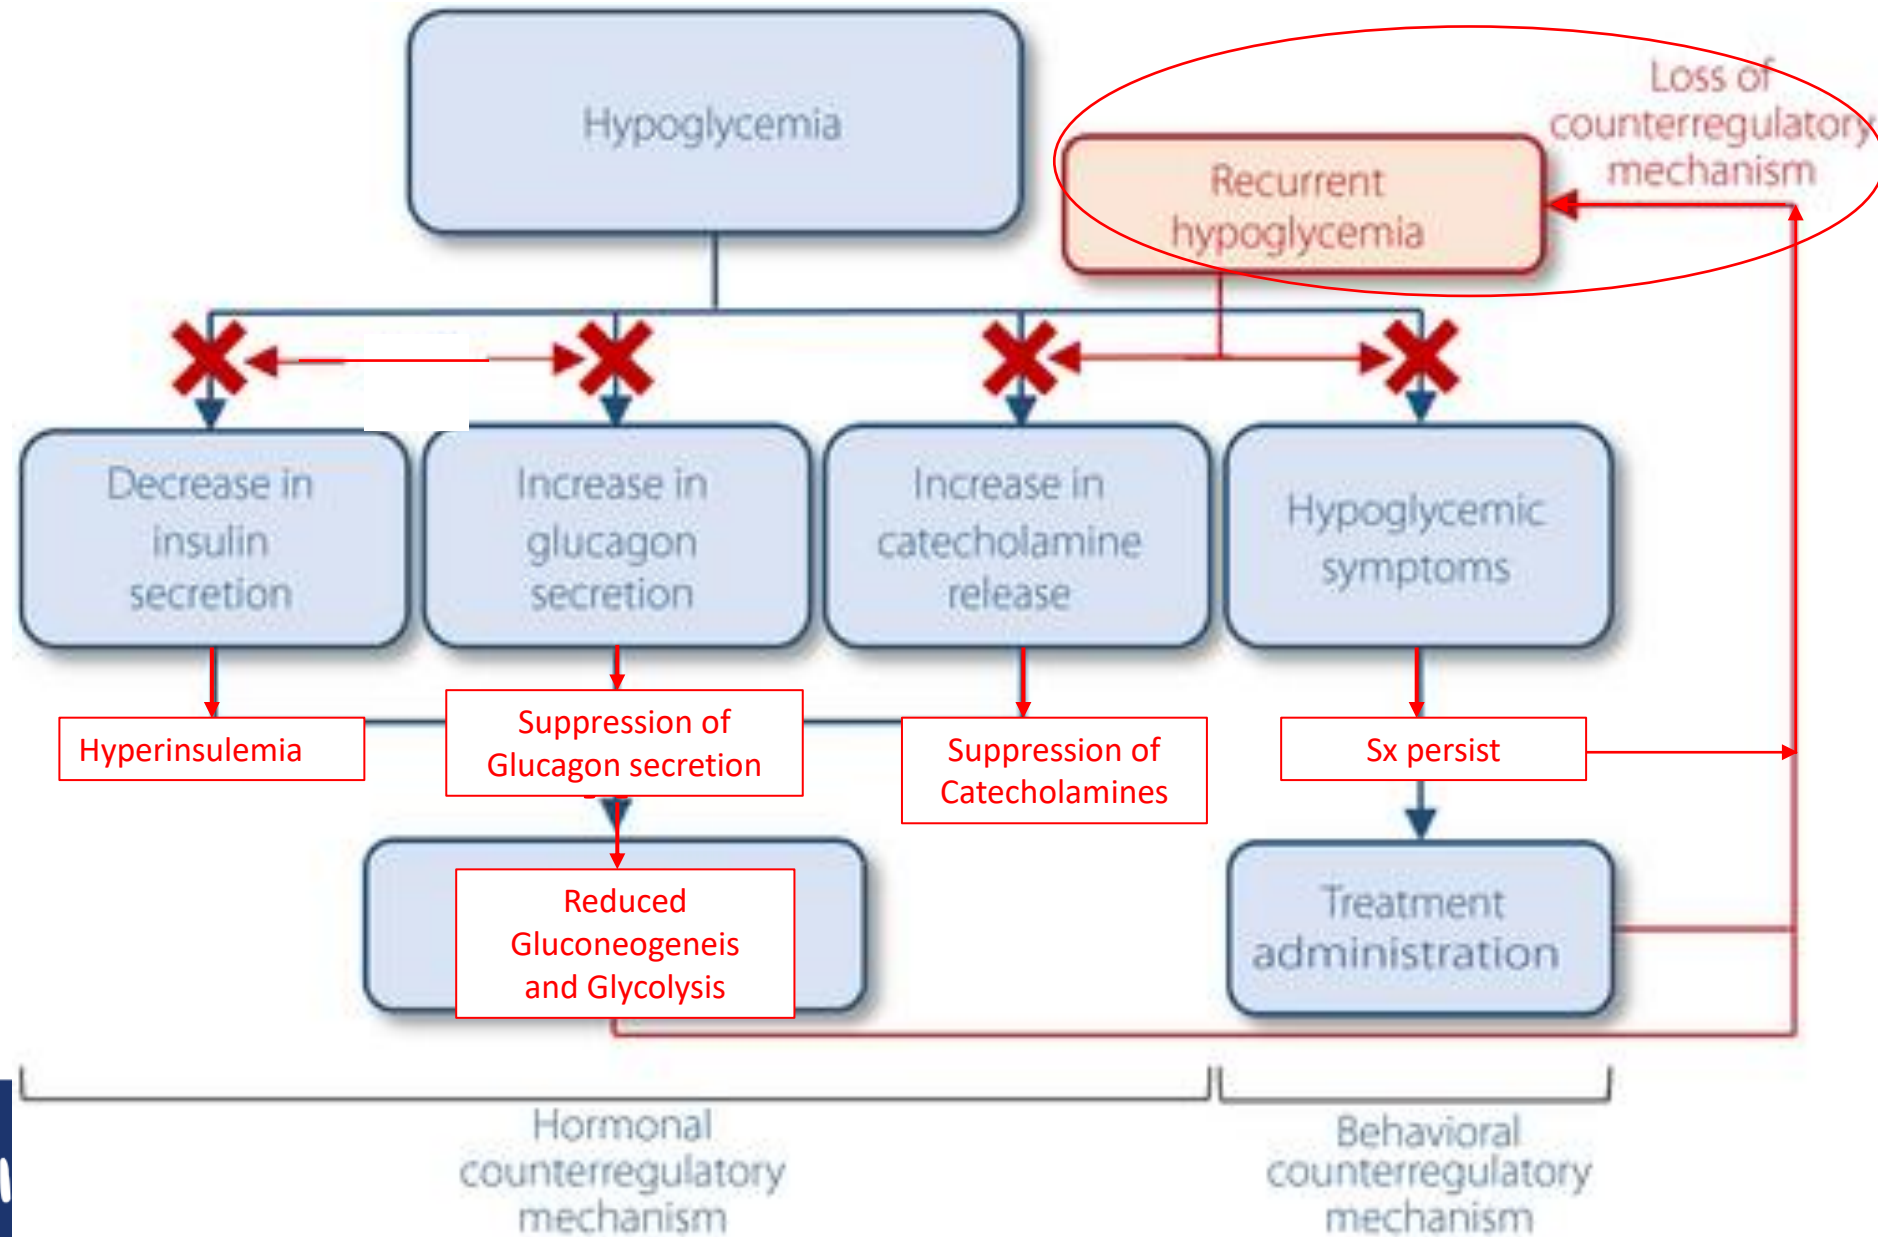 Hypoglycemia
Loss of
counterregulatory
mechanism
Recurrent
hypoglycemia
Decrease in
insulin
secretion
Increase in
glucagon
secretion
Increase in
catecholamine
release
Hypoglycemic
symptoms
Hyperinsulemia
Suppression of
Glucagon secretion
Suppression of
Catecholamines
Sx persist
Reduced
Gluconeogeneis
and Glycolysis
Treatment
administration
Hormonal
counterregulatory
mechanism
Behavioral
counterregulatory
mechanism